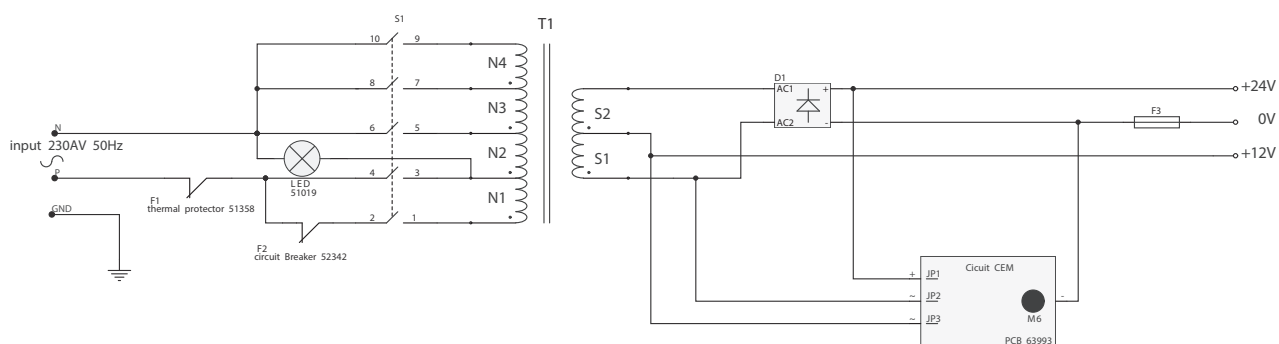 S1
T1
10 9
N4
D1
8 7
AC1 +
+24V
N3
S2
F3
N
6 5
AC2 -
0V
input 230AV 50Hz
N2
S1
+12V
P
LED
51019
4 3
F1
thermal protector 51358
N1
GND
2 1
F2
circuit Breaker 52342
Cicuit CEM
+ JP1
~ JP2
-
~ JP3
M6
PCB 63993